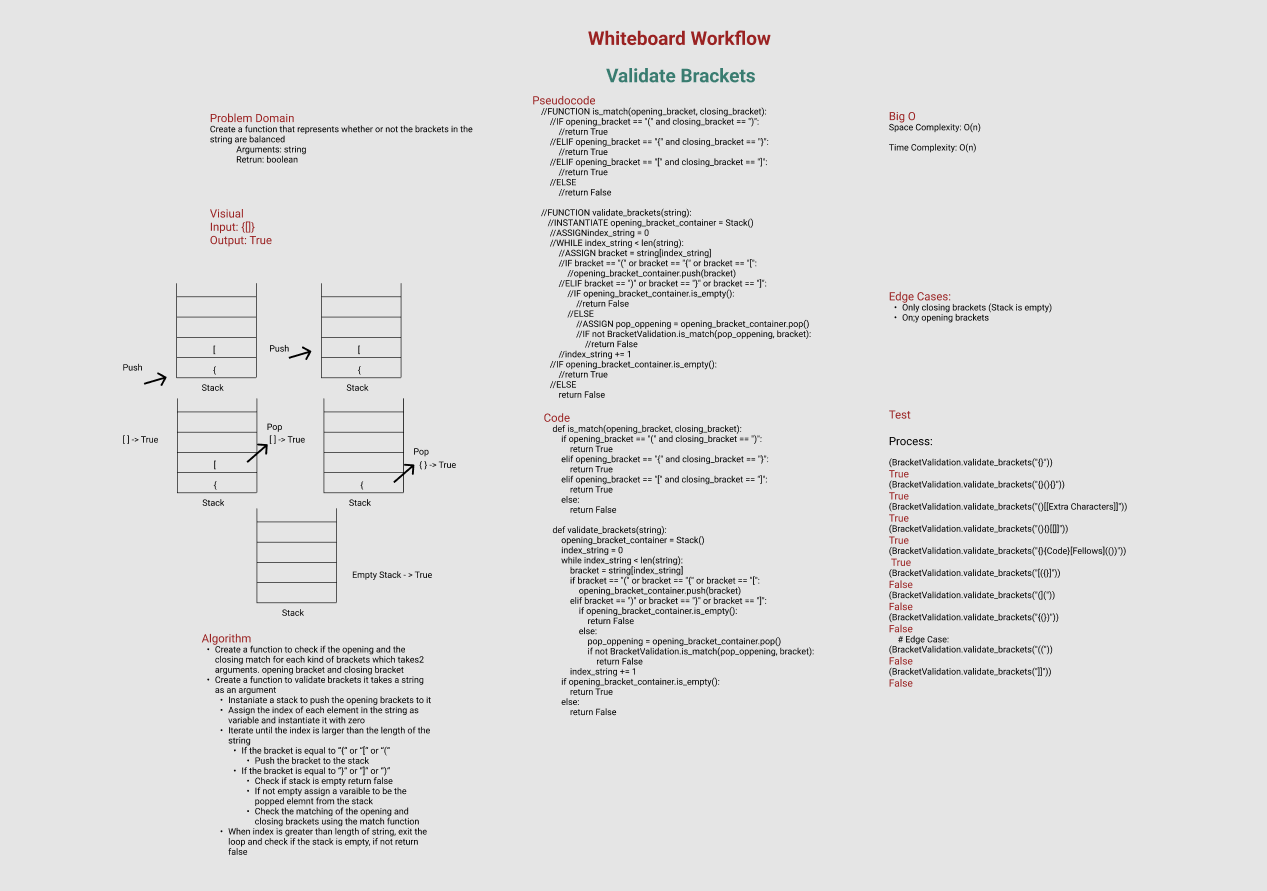 Whiteboard Workflow
Validate Brackets
Problem Domain
Create a function that represents whether or not the brackets in the
string are balanced
Arguments: string
Retrun: boolean
Visiual
Input: {[]}
Output: True
[
{
Push
Stack
Push
[
{
Stack
[ ] -> True
[
{
Pop
[ ] -> True
Stack
{
Pop
{ } -> True
Stack
Empty Stack - > True
Stack
Algorithm
• Create a function to check if the opening and the
closing match for each kind of brackets which takes2
arguments. opening bracket and closing bracket
• Create a function to validate brackets it takes a string
as an argument
• Instaniate a stack to push the opening brackets to it
• Assign the index of each element in the string as
variable and instantiate it with zero
• Iterate until the index is larger than the length of the
string
• If the bracket is equal to "{" or "[" or "("
• Push the bracket to the stack
• If the bracket is equal to "}" or "]" or ")"
• Check if stack is empty return false
• If not empty assign a varaible to be the
popped elemnt from the stack
• Check the matching of the opening and
closing brackets using the match function
• When index is greater than length of string, exit the
loop and check if the stack is empty, if not return
false
Pseudocode
//FUNCTION is_match(opening_bracket, closing_bracket):
//IF opening_bracket == "(" and closing_bracket == ")":
//return True
//ELIF opening_bracket == "{" and closing_bracket == "}":
//return True
//ELIF opening_bracket == "[" and closing_bracket == "]":
//return True
//ELSE
//return False
//FUNCTION validate_brackets(string):
//INSTANTIATE opening_bracket_container = Stack()
//ASSIGNindex_string = 0
//WHILE index_string < len(string):
//ASSIGN bracket = string[index_string]
//IF bracket == "(" or bracket == "{" or bracket == "[":
//opening_bracket_container.push(bracket)
//ELIF bracket == ")" or bracket == "}" or bracket == "]":
//IF opening_bracket_container.is_empty():
//return False
//ELSE
//ASSIGN pop_oppening = opening_bracket_container.pop()
//IF not BracketValidation.is_match(pop_oppening, bracket):
//return False
//index_string += 1
//IF opening_bracket_container.is_empty():
//return True
//ELSE
return False
Code
def is_match(opening_bracket, closing_bracket):
if opening_bracket == "(" and closing_bracket == ")":
return True
elif opening_bracket == "{" and closing_bracket == "}":
return True
elif opening_bracket == "[" and closing_bracket == "]":
return True
else:
return False
def validate_brackets(string):
opening_bracket_container = Stack()
index_string = 0
while index_string < len(string):
bracket = string[index_string]
if bracket == "(" or bracket == "{" or bracket == "[":
opening_bracket_container.push(bracket)
elif bracket == ")" or bracket == "}" or bracket == "]":
if opening_bracket_container.is_empty():
return False
else:
pop_oppening = opening_bracket_container.pop()
if not BracketValidation.is_match(pop_oppening, bracket):
return False
index_string += 1
if opening_bracket_container.is_empty():
return True
else:
return False
Big O
Space Complexity: O(n)
Time Complexity: O(n)
Edge Cases:
• Only closing brackets (Stack is empty)
• On;y opening brackets
Test
Process:
(BracketValidation.validate_brackets("{}"))
True
(BracketValidation.validate_brackets("{}(){}"))
True
(BracketValidation.validate_brackets("()[[Extra Characters]]"))
True
(BracketValidation.validate_brackets("(){}[[]]"))
True
(BracketValidation.validate_brackets("{}{Code}[Fellows](())"))
True
(BracketValidation.validate_brackets("[({}]"))
False
(BracketValidation.validate_brackets("(]("))
False
(BracketValidation.validate_brackets("{(})"))
False
# Edge Case:
(BracketValidation.validate_brackets("(("))
False
(BracketValidation.validate_brackets("]]"))
False